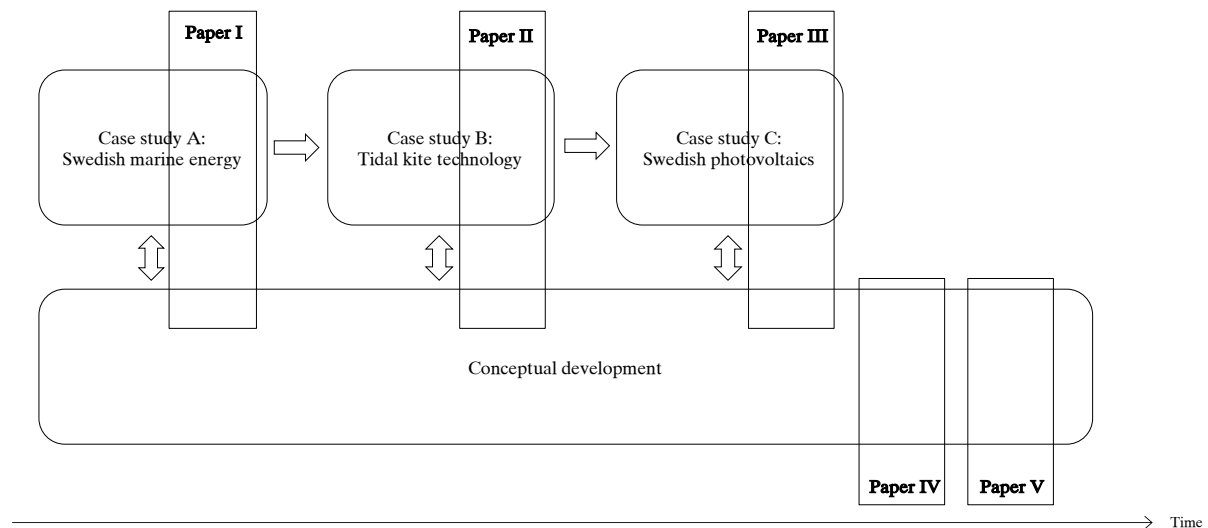 Paper I
Paper II
Paper III
Case study A:
Swedish marine energy
Case study B:
Tidal kite technology
Case study C:
Swedish photovoltaics
Conceptual development
Paper IV
Paper V
Time